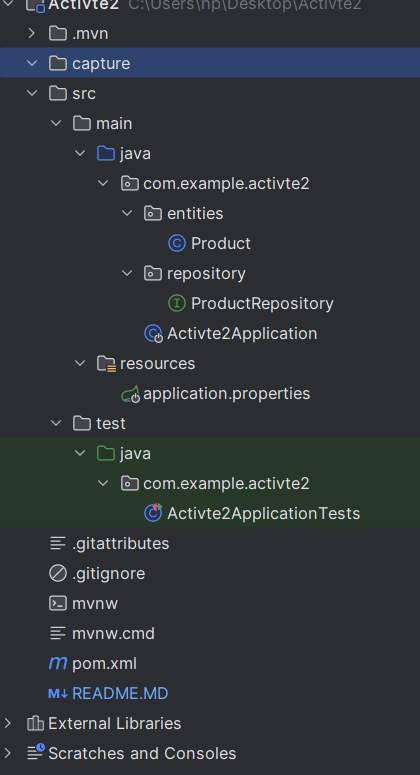 Activte2 C:\Users\hp\Desktop\Activte2
.mvn
capture
src
main
java
com.example.activte2
entities
Product
repository
ProductRepository
Activte2Application
resources
application.properties
test
java
com.example.activte2
Activte2ApplicationTests
.gitattributes
.gitignore
mvnw
mvnw.cmd
pom.xml
README.MD
External Libraries
Scratches and Consoles